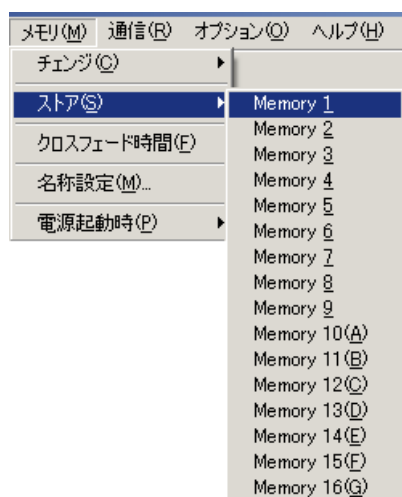 メモリ(M) 通信(R) オプション(O) ヘルプ(H)
チェンジ(C)
ストア(S)
クロスフェード時間(F)
名称設定(M)...
電源起動時(P)
Memory 1
Memory 2
Memory 3
Memory 4
Memory 5
Memory 6
Memory 7
Memory 8
Memory 9
Memory 10(A)
Memory 11(B)
Memory 12(C)
Memory 13(D)
Memory 14(E)
Memory 15(F)
Memory 16(G)